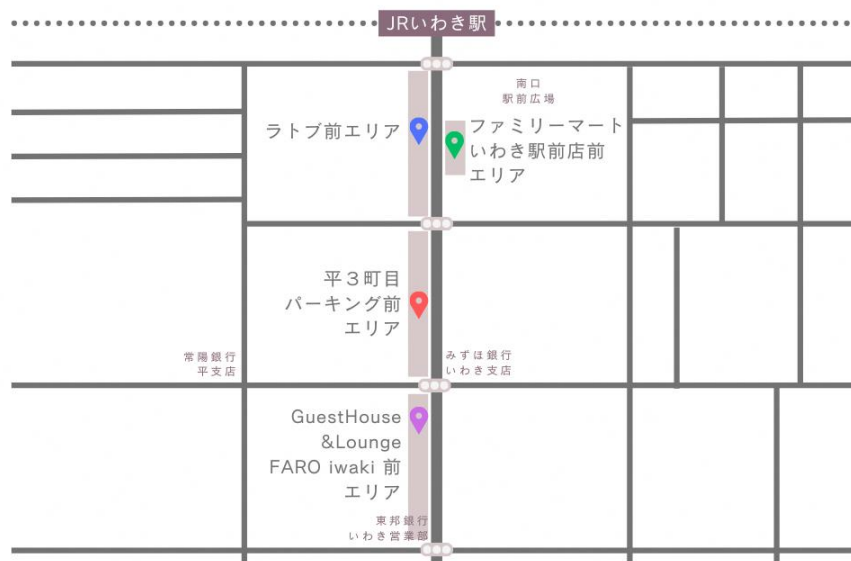 JRいわき駅
南口
駅前広場
ラトブ前エリア
ファミリーマート
いわき駅前店前
エリア
平３町目
パーキング前
エリア
常陽銀行
平支店
みずほ銀行
いわき支店
GuestHouse
&Lounge
FARO iwaki 前
エリア
東邦銀行
いわき営業部